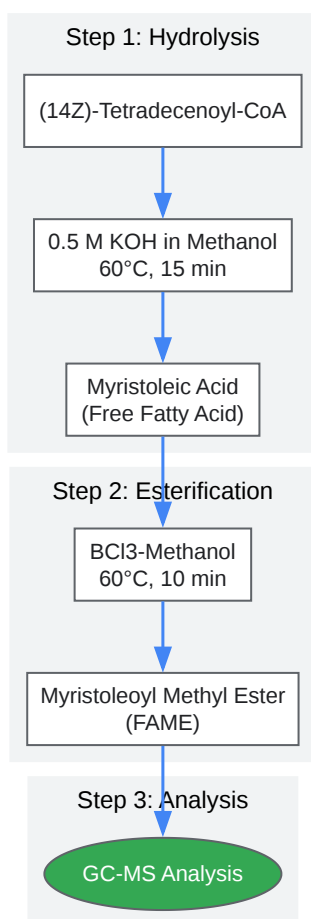 Step 1: Hydrolysis
(14Z)-Tetradecenoyl-CoA
0.5 M KOH in Methanol
60°C, 15 min
Myristoleic Acid
(Free Fatty Acid)
Step 2: Esterification
BCl3-Methanol
60°C, 10 min
Myristoleoyl Methyl Ester
(FAME)
Step 3: Analysis
GC-MS Analysis